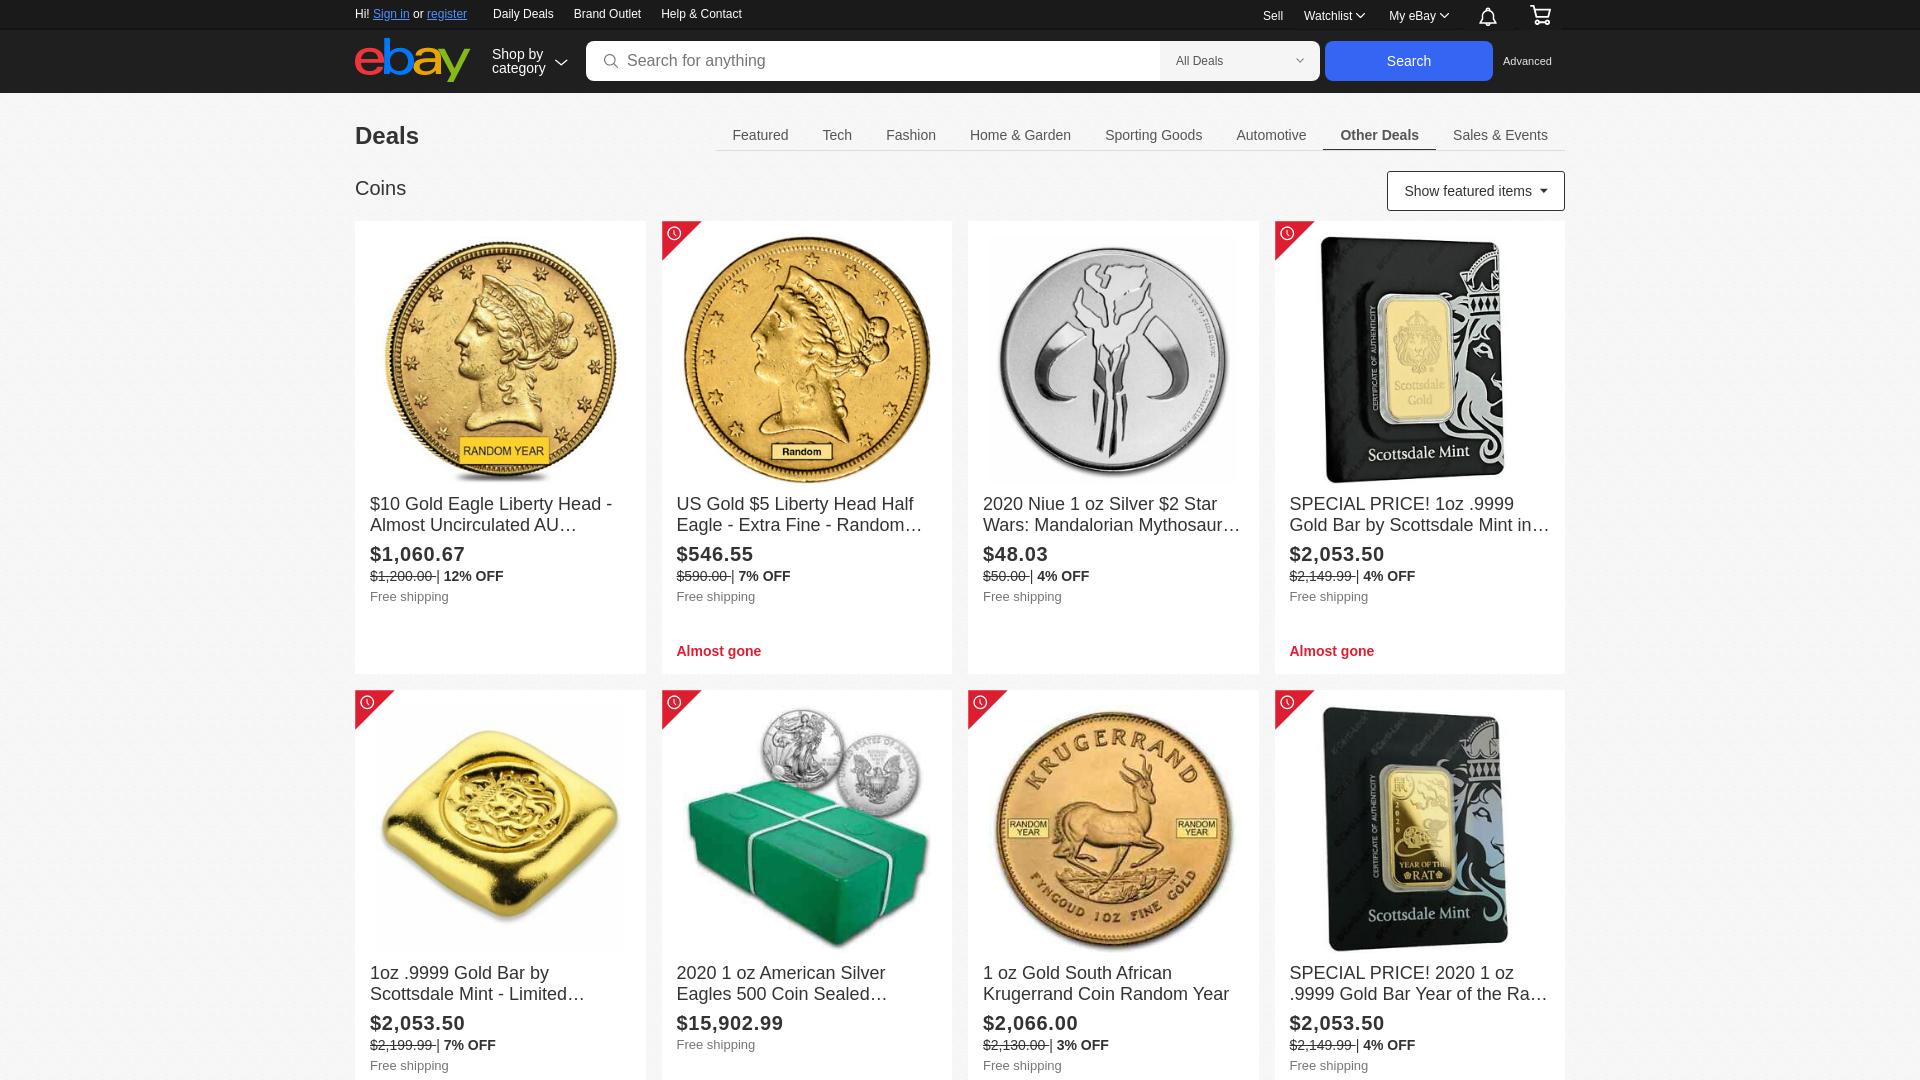 Hi! Sign in or register
Daily Deals
Brand Outlet
Help & Contact
Sell
Watchlist
My eBay
ebay
Shop by category
Search for anything
All Deals
Search
Advanced
Deals
Featured
Tech
Fashion
Home & Garden
Sporting Goods
Automotive
Other Deals
Sales & Events
Coins
Show featured items
LIBERTY
RANDOM YEAR
$10 Gold Eagle Liberty Head -
Almost Uncirculated AU…
$1,060.67
$1,200.00 | 12% OFF
Free shipping
LIBERTY
Random
US Gold $5 Liberty Head Half
Eagle - Extra Fine - Random…
$546.55
$590.00 | 7% OFF
Free shipping
Almost gone
2020 Niue 1 oz Silver $2 Star
Wars: Mandalorian Mythosaur…
$48.03
$50.00 | 4% OFF
Free shipping
CERTIFICATE OF AUTHENTICITY
Scottsdale
Gold
Scottsdale Mint
SPECIAL PRICE! 1oz .9999
Gold Bar by Scottsdale Mint in…
$2,053.50
$2,149.99 | 4% OFF
Free shipping
Almost gone
1oz .9999 Gold Bar by
Scottsdale Mint - Limited…
$2,053.50
$2,199.99 | 7% OFF
Free shipping
2020 1 oz American Silver
Eagles 500 Coin Sealed…
$15,902.99
Free shipping
KRUGERRAND
RANDOM YEAR
RANDOM YEAR
FYNGOUD 1OZ FINE GOLD
1 oz Gold South African
Krugerrand Coin Random Year
$2,066.00
$2,130.00 | 3% OFF
Free shipping
CERTIFICATE OF AUTHENTICITY
2020
YEAR OF THE
RAT
Scottsdale Mint
SPECIAL PRICE! 2020 1 oz
.9999 Gold Bar Year of the Ra…
$2,053.50
$2,149.99 | 4% OFF
Free shipping